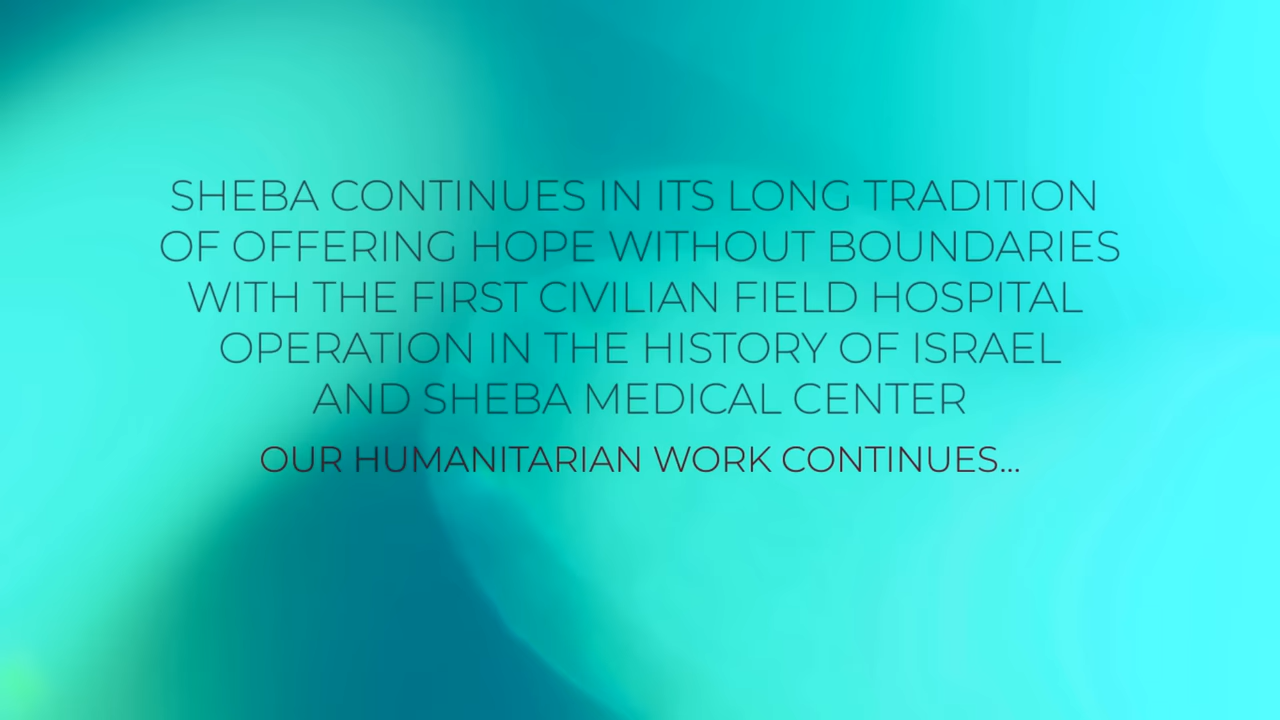 SHEBA CONTINUES IN ITS LONG TRADITION
OF OFFERING HOPE WITHOUT BOUNDARIES
WITH THE FIRST CIVILIAN FIELD HOSPITAL
OPERATION IN THE HISTORY OF ISRAEL
AND SHEBA MEDICAL CENTER
OUR HUMANITARIAN WORK CONTINUES...